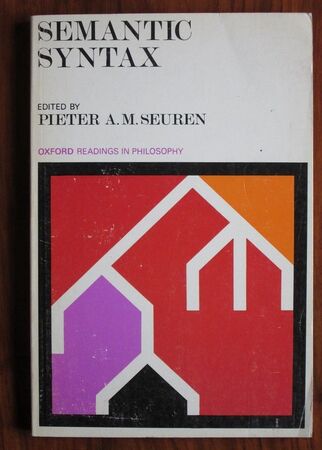 SEMANTIC
SYNTAX
EDITED BY
PIETER A.M.SEUREN
OXFORD READINGS IN PHILOSOPHY